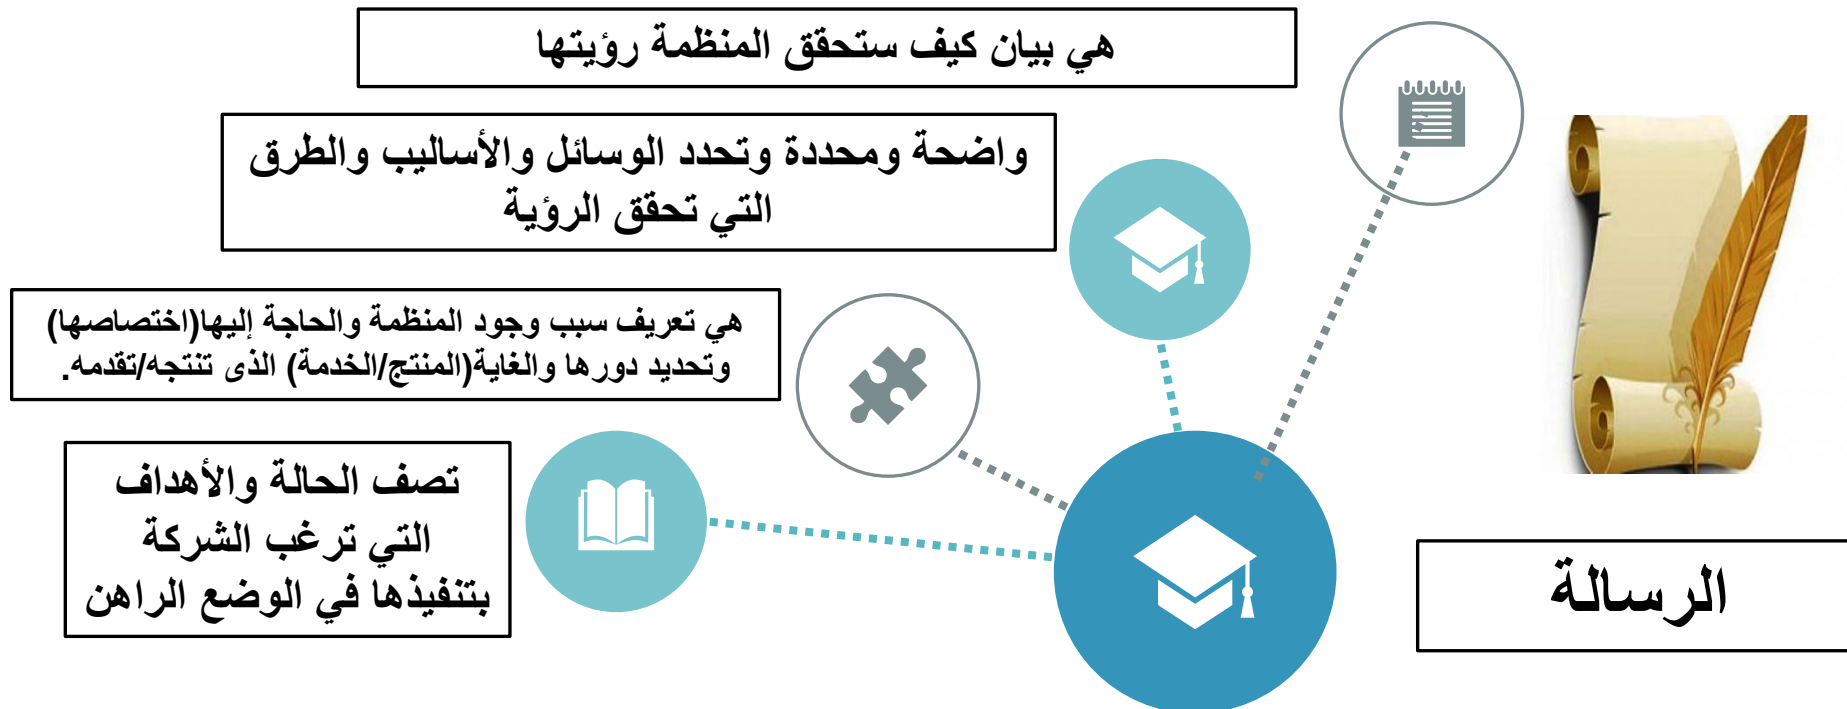 هي بيان كيف ستحقق المنظمة رؤيتها
واضحة ومحددة وتحدد الوسائل والأساليب والطرق
التي تحقق الرؤية
هي تعريف سبب وجود المنظمة والحاجة إليها(اختصاصها)
وتحديد دورها والغاية(المنتج/الخدمة) الذى تنتجه/تقدمه.
تصف الحالة والأهداف
التي ترغب الشركة
بتنفيذها في الوضع الراهن
الرسالة